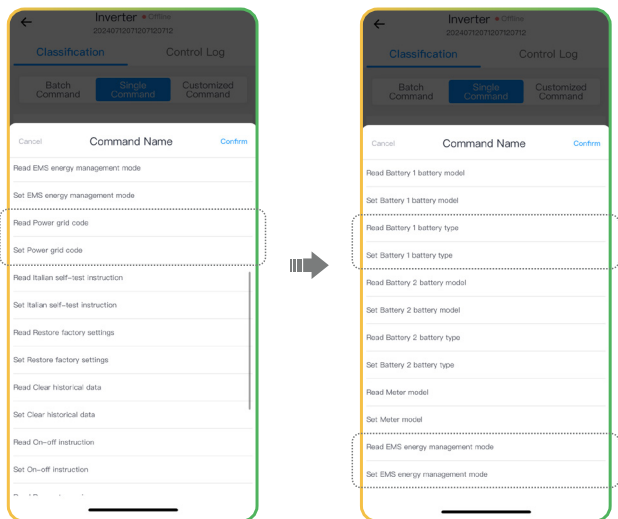 Inverter • Offline
20240712071207120712
Classification Control Log
Batch Command Single Command Customized Command
Cancel Command Name Confirm
Read EMS energy management mode
Set EMS energy management mode
Read Power grid code
Set Power grid code
Read Italian self-test instruction
Set Italian self-test instruction
Read Restore factory settings
Set Restore factory settings
Read Clear historical data
Set Clear historical data
Read On-off instruction
Set On-off instruction
Inverter • Offline
20240712071207120712
Classification Control Log
Batch Command Single Command Customized Command
Cancel Command Name Confirm
Read Battery 1 battery model
Set Battery 1 battery model
Read Battery 1 battery type
Set Battery 1 battery type
Read Battery 2 battery model
Set Battery 2 battery model
Read Battery 2 battery type
Set Battery 2 battery type
Read Meter model
Set Meter model
Read EMS energy management mode
Set EMS energy management mode